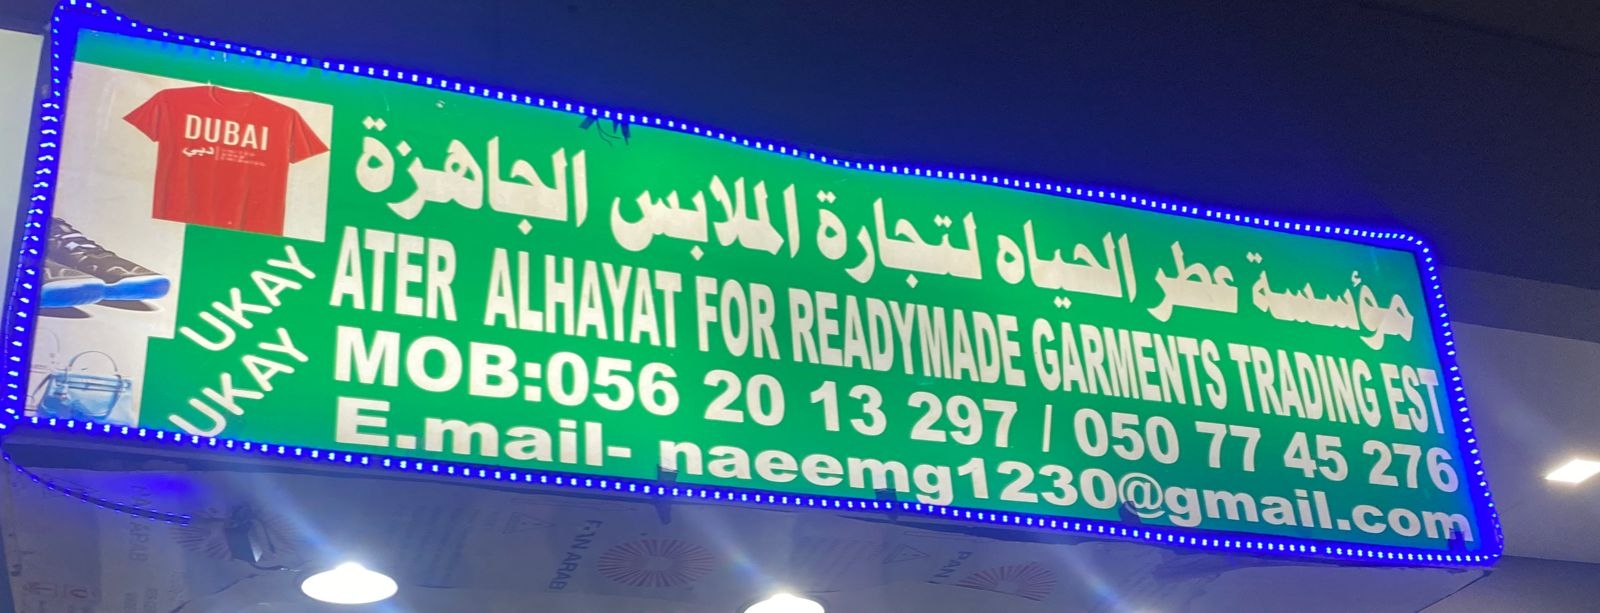 DUBAI
دبي
مؤسسة عطر الحياه لتجارة الملابس الجاهزة
ATER ALHAYAT FOR READYMADE GARMENTS TRADING EST
UKAY
UKAY
MOB:056 20 13 297 / 050 77 45 276
E.mail- naeemg1230@gmail.com